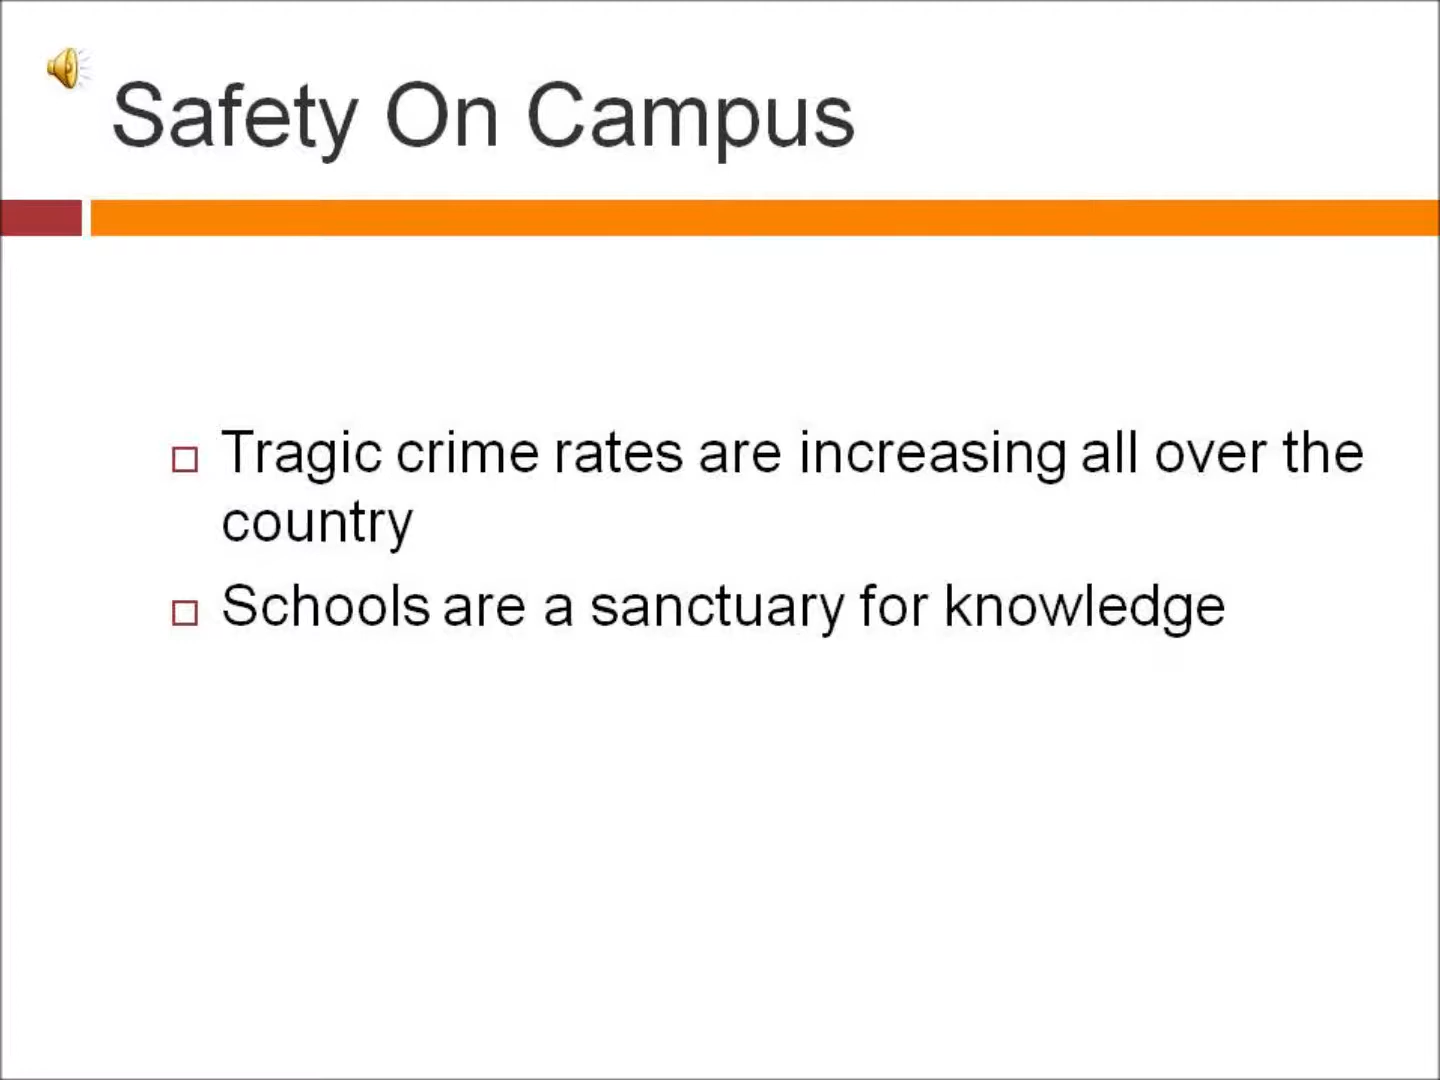 Safety On Campus
Tragic crime rates are increasing all over the
country
Schools are a sanctuary for knowledge